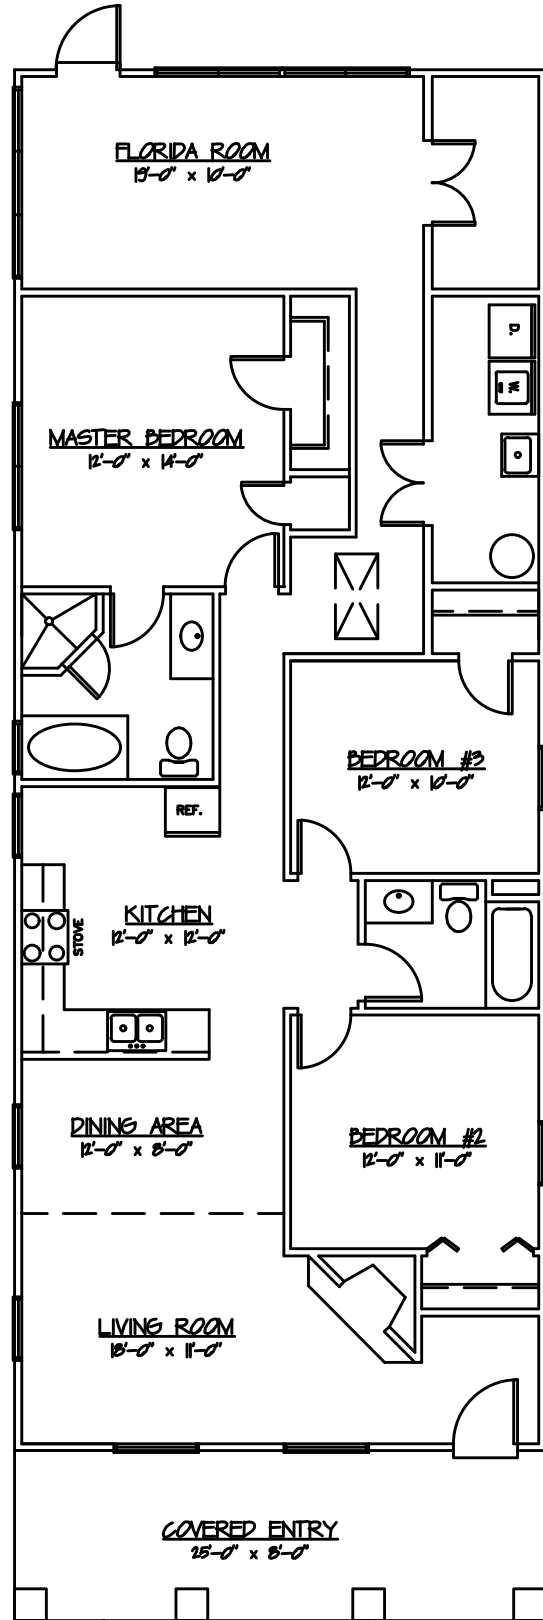 FLORIDA ROOM
19'-0" x 10'-0"
D.
W.
MASTER BEDROOM
12'-0" x 14'-0"
BEDROOM #3
12'-0" x 10'-0"
REF.
KITCHEN
12'-0" x 12'-0"
STOVE
DINING AREA
12'-0" x 8'-0"
BEDROOM #2
12'-0" x 11'-0"
LIVING ROOM
18'-0" x 11'-0"
COVERED ENTRY
25'-0" x 8'-0"